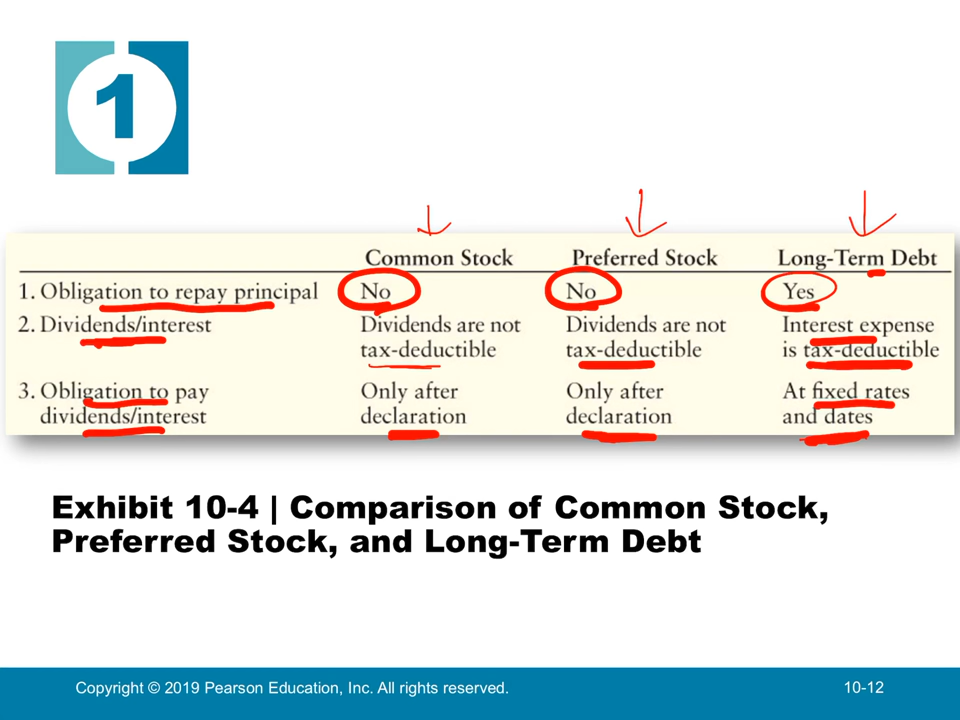 1
Common Stock Preferred Stock Long-Term Debt
1. Obligation to repay principal No No Yes
2. Dividends/interest Dividends are not Dividends are not Interest expense
tax-deductible tax-deductible is tax-deductible
3. Obligation to pay Only after Only after At fixed rates
dividends/interest declaration declaration and dates
Exhibit 10-4 | Comparison of Common Stock,
Preferred Stock, and Long-Term Debt
Copyright © 2019 Pearson Education, Inc. All rights reserved. 10-12